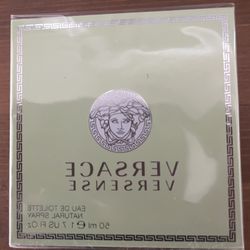 VERSACE
VERSENSE
EAU DE TOILETTE
NATURAL SPRAY
50 ml ℮ 1.7 US Fl Oz